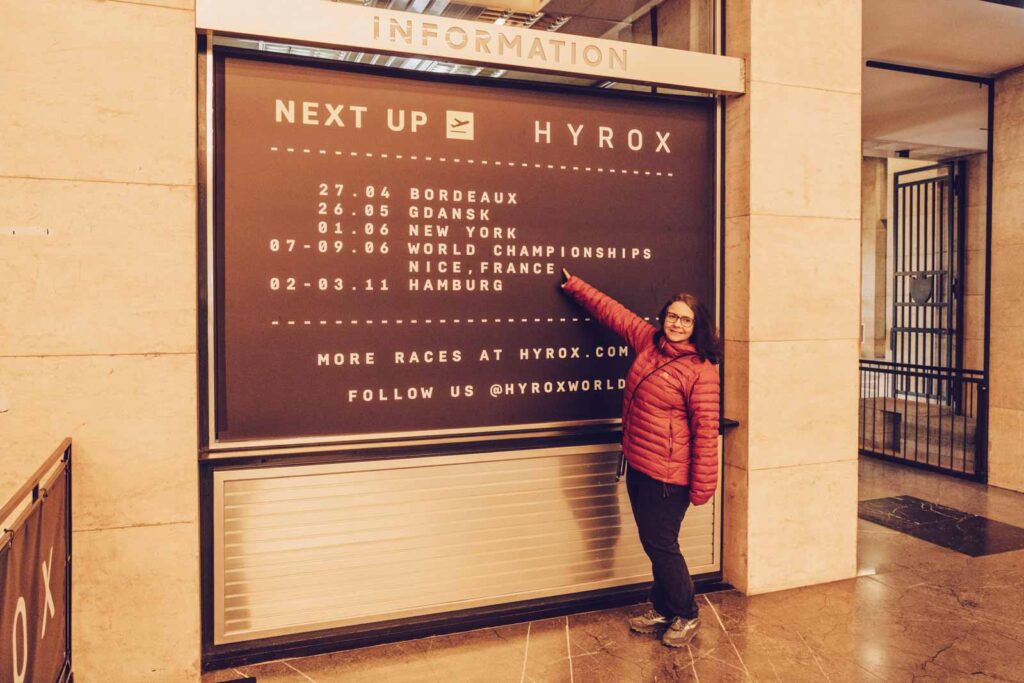 INFORMATION
NEXT UP HYROX
27.04 BORDEAUX
26.05 GDANSK
01.06 NEW YORK
07-09.06 WORLD CHAMPIONSHIPS
NICE, FRANCE
02-03.11 HAMBURG
MORE RACES AT HYROX.COM
FOLLOW US @HYROXWORLD
OX